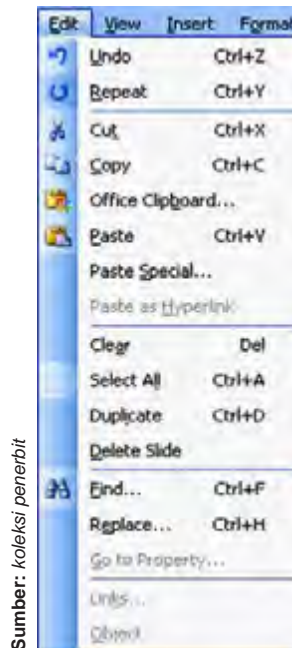 Edit View Insert Format
Undo Ctrl+Z
Repeat Ctrl+Y
Cut Ctrl+X
Copy Ctrl+C
Office Clipboard...
Paste Ctrl+V
Paste Special...
Paste as Hyperlink
Clear Del
Select All Ctrl+A
Duplicate Ctrl+D
Delete Slide
Find... Ctrl+F
Replace... Ctrl+H
Go to Property...
Links...
Object
Sumber: koleksi penerbit